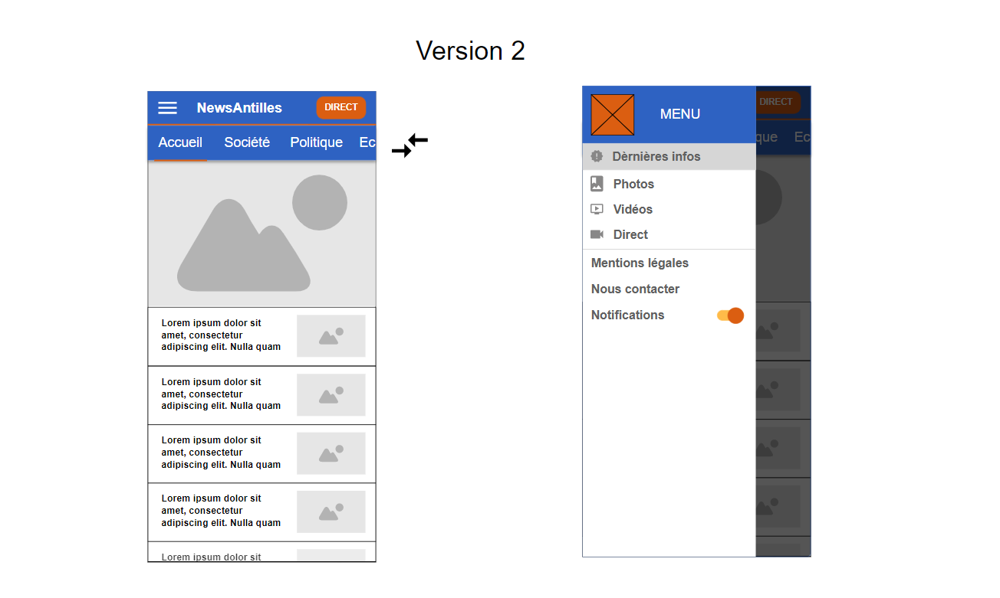 Version 2
NewsAntilles
DIRECT
Accueil Société Politique Ec
Lorem ipsum dolor sit
amet, consectetur
adipiscing elit. Nulla quam
Lorem ipsum dolor sit
amet, consectetur
adipiscing elit. Nulla quam
Lorem ipsum dolor sit
amet, consectetur
adipiscing elit. Nulla quam
Lorem ipsum dolor sit
amet, consectetur
adipiscing elit. Nulla quam
Lorem ipsum dolor sit
MENU
DIRECT
que Ec
Dèrnières infos
Photos
Vidéos
Direct
Mentions légales
Nous contacter
Notifications